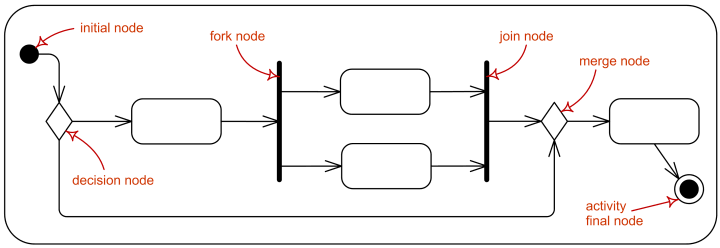 initial node
fork node
join node
merge node
decision node
activity
final node